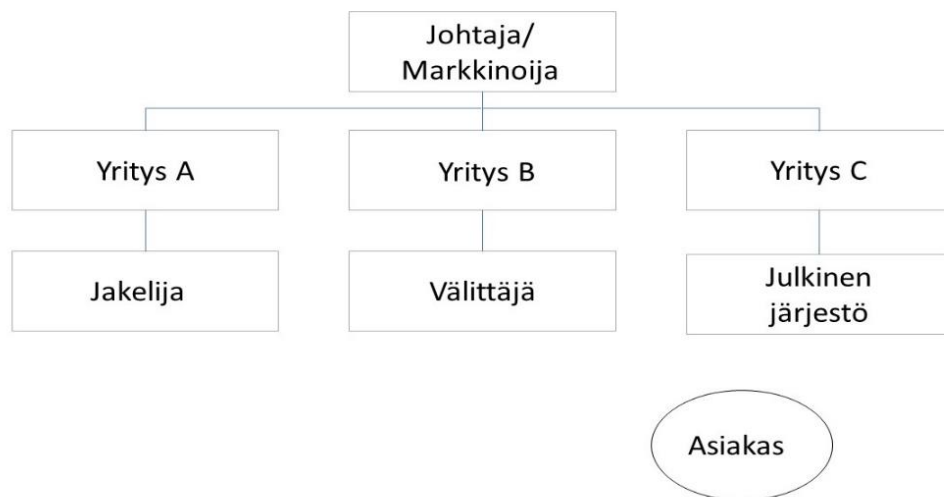 Johtaja/
Markkinoija
Yritys A
Yritys B
Yritys C
Jakelija
Välittäjä
Julkinen
järjestö
Asiakas